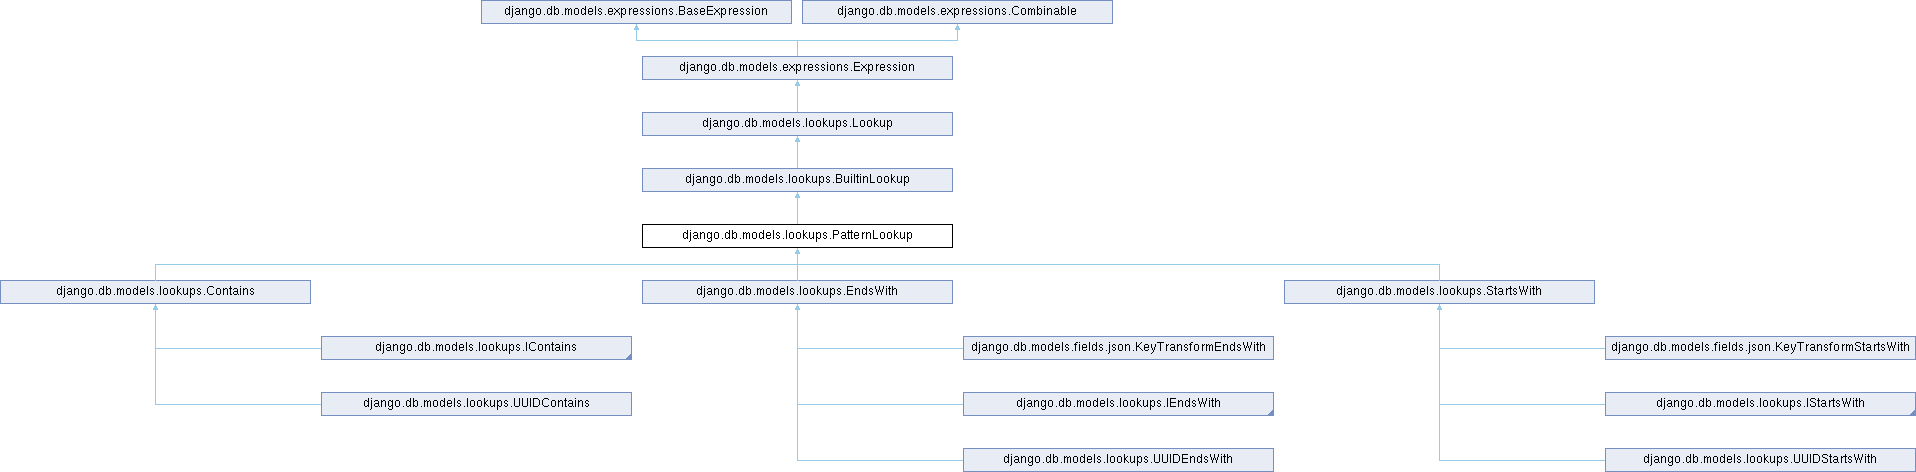 django.db.models.expressions.BaseExpression
django.db.models.expressions.Combinable
django.db.models.expressions.Expression
django.db.models.lookups.Lookup
django.db.models.lookups.BuiltinLookup
django.db.models.lookups.PatternLookup
django.db.models.lookups.Contains
django.db.models.lookups.EndsWith
django.db.models.lookups.StartsWith
django.db.models.lookups.IContains
django.db.models.fields.json.KeyTransformEndsWith
django.db.models.fields.json.KeyTransformStartsWith
django.db.models.lookups.UUIDContains
django.db.models.lookups.IEndsWith
django.db.models.lookups.IStartsWith
django.db.models.lookups.UUIDEndsWith
django.db.models.lookups.UUIDStartsWith